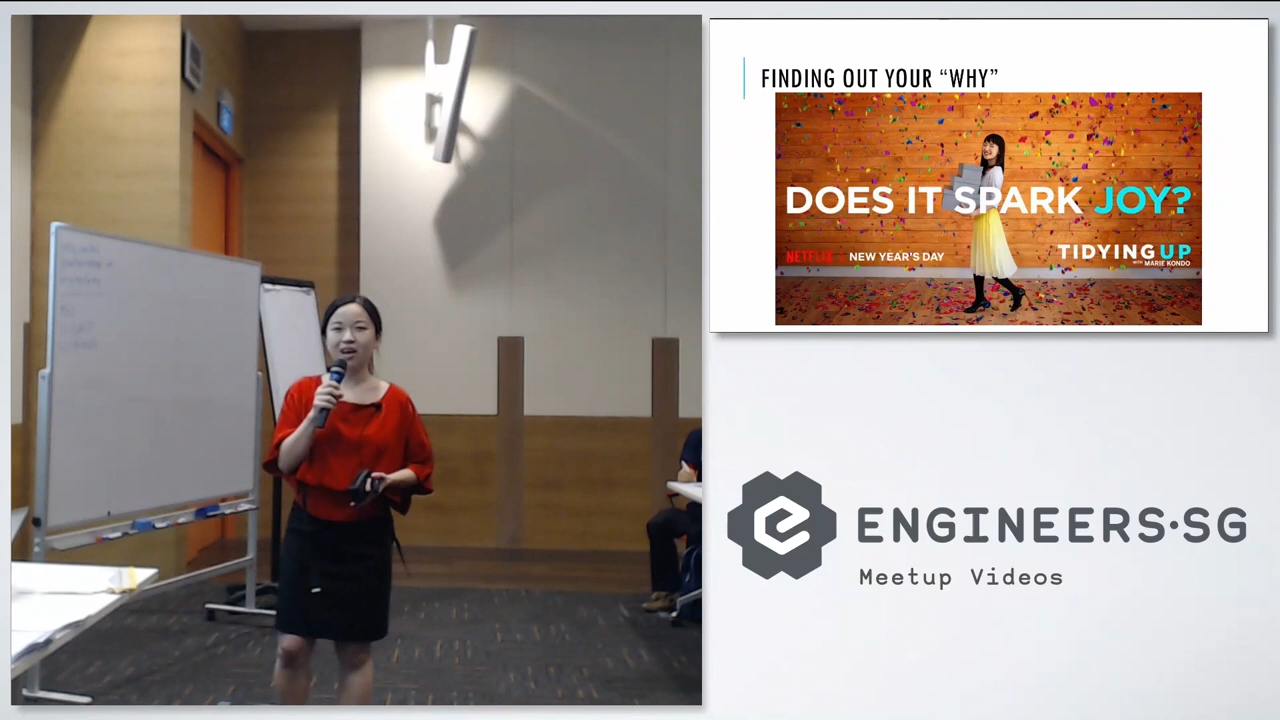 FINDING OUT YOUR “WHY”
DOES IT SPARK JOY?
NETFLIX NEW YEAR'S DAY
TIDYING UP
WITH MARIE KONDO
ENGINEERS·SG
Meetup Videos